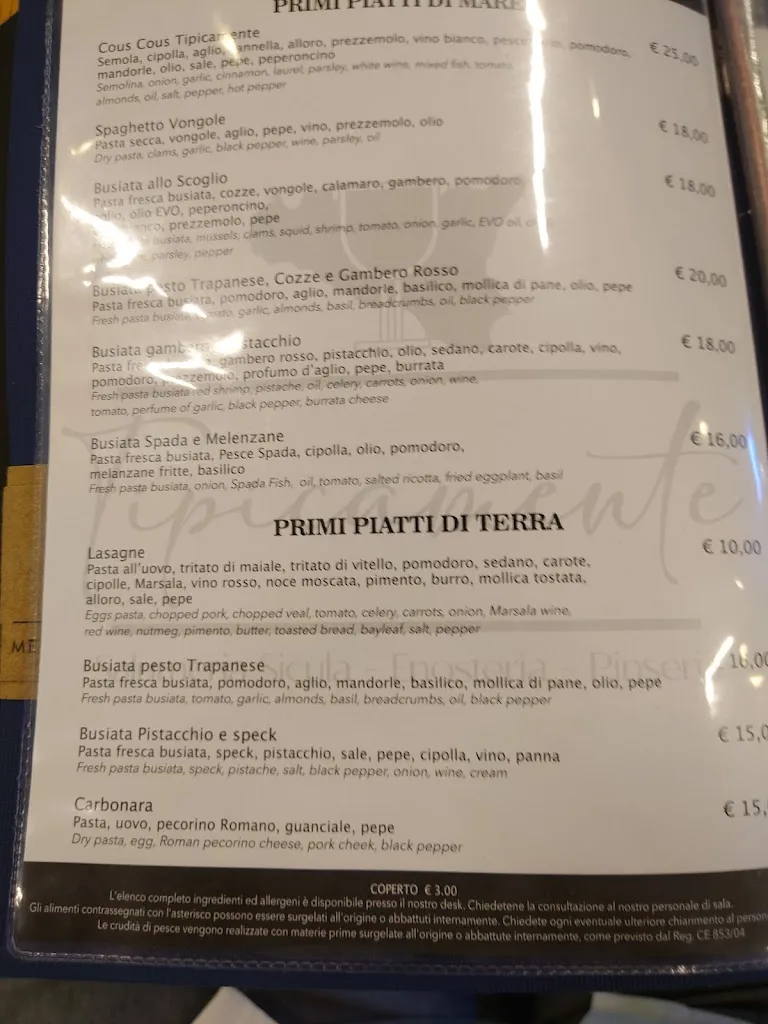 PRIMI PIATTI DI MARE
Cous Cous Tipicamente € 25,00
Semola, cipolla, aglio, cannella, alloro, prezzemolo, vino bianco, pesce pomodoro,
mandorle, olio, sale, pepe, peperoncino
Semolina, onion, garlic, cinnamon, laurel, parsley, white wine, mixed fish, tomato,
almonds, oil, salt, pepper, hot pepper
Spaghetto Vongole € 18,00
Pasta secca, vongole, aglio, pepe, vino, prezzemolo, olio
Dry pasta, clams, garlic, black pepper, wine, parsley, oil
Busiata allo Scoglio € 18,00
Pasta fresca busiata, cozze, vongole, calamaro, gambero, pomodoro,
olio EVO, peperoncino,
prezzemolo, pepe
busiata, mussels, clams, squid, shrimp, tomato, onion, garlic, EVO oil,
parsley, pepper
Busiata pesto Trapanese, Cozze e Gambero Rosso € 20,00
Pasta fresca busiata, pomodoro, aglio, mandorle, basilico, mollica di pane, olio, pepe
Fresh pasta busiata, tomato, garlic, almonds, basil, breadcrumbs, oil, black pepper
Busiata € 18,00
gambero rosso, pistacchio, olio, sedano, carote, cipolla, vino,
pomodoro, prezzemolo, profumo d'aglio, pepe, burrata
Fresh pasta busiata red shrimp, pistache, oil, celery, carrots, onion, wine,
tomato, perfume of garlic, black pepper, burrata cheese
Busiata Spada e Melenzane € 16,00
Pasta fresca busiata, Pesce Spada, cipolla, olio, pomodoro,
melanzane fritte, basilico
Fresh pasta busiata, onion, Spada Fish, oil, tomato, salted ricotta, fried eggplant, basil
Tipicamente
PRIMI PIATTI DI TERRA
Lasagne € 10,00
Pasta all'uovo, tritato di maiale, tritato di vitello, pomodoro, sedano, carote,
cipolle, Marsala, vino rosso, noce moscata, pimento, burro, mollica tostata,
alloro, sale, pepe
Eggs pasta, chopped pork, chopped veal, tomato, celery, carrots, onion, Marsala wine,
red wine, nutmeg, pimento, butter, toasted bread, bayleaf, salt, pepper
ME
Sicula - Enosteria - Pinseri
Busiata pesto Trapanese
Pasta fresca busiata, pomodoro, aglio, mandorle, basilico, mollica di pane, olio, pepe
Fresh pasta busiata, tomato, garlic, almonds, basil, breadcrumbs, oil, black pepper
Busiata Pistacchio e speck € 15,0
Pasta fresca busiata, speck, pistacchio, sale, pepe, cipolla, vino, panna
Fresh pasta busiata, speck, pistache, salt, black pepper, onion, wine, cream
Carbonara € 15,
Pasta, uovo, pecorino Romano, guanciale, pepe
Dry pasta, egg, Roman pecorino cheese, pork cheek, black pepper
COPERTO € 3.00
L'elenco completo ingredienti ed allergeni è disponibile presso il nostro desk. Chiedetene la consultazione al nostro personale di sala.
Gli alimenti contrassegnati con l'asterisco possono essere surgelati all'origine o abbattuti internamente. Chiedete ogni eventuale ulteriore chiarimento al person
Le crudità di pesce vengono realizzate con materie prime surgelate all'origine o abbattute internamente, come previsto dal Reg. CE 853/04